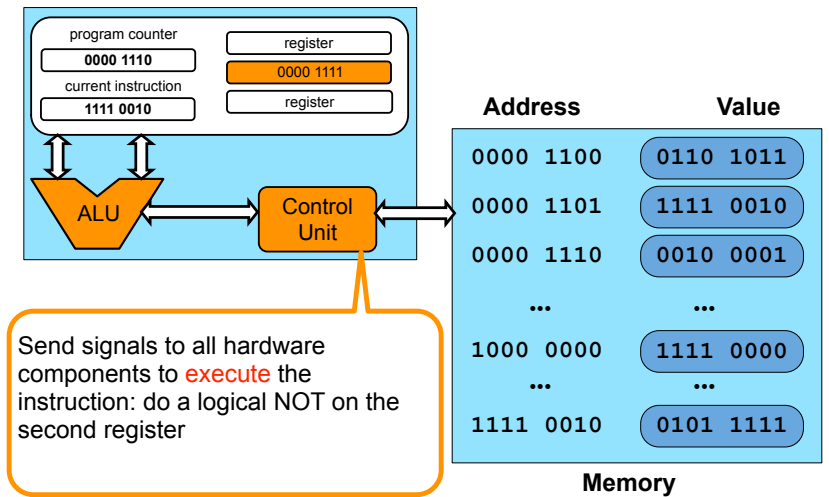 program counter
0000 1110
current instruction
1111 0010
register
0000 1111
register
ALU
Control
Unit
Send signals to all hardware
components to execute the
instruction: do a logical NOT on the
second register
Address Value
0000 1100 0110 1011
0000 1101 1111 0010
0000 1110 0010 0001
... ...
1000 0000 1111 0000
... ...
1111 0010 0101 1111
Memory